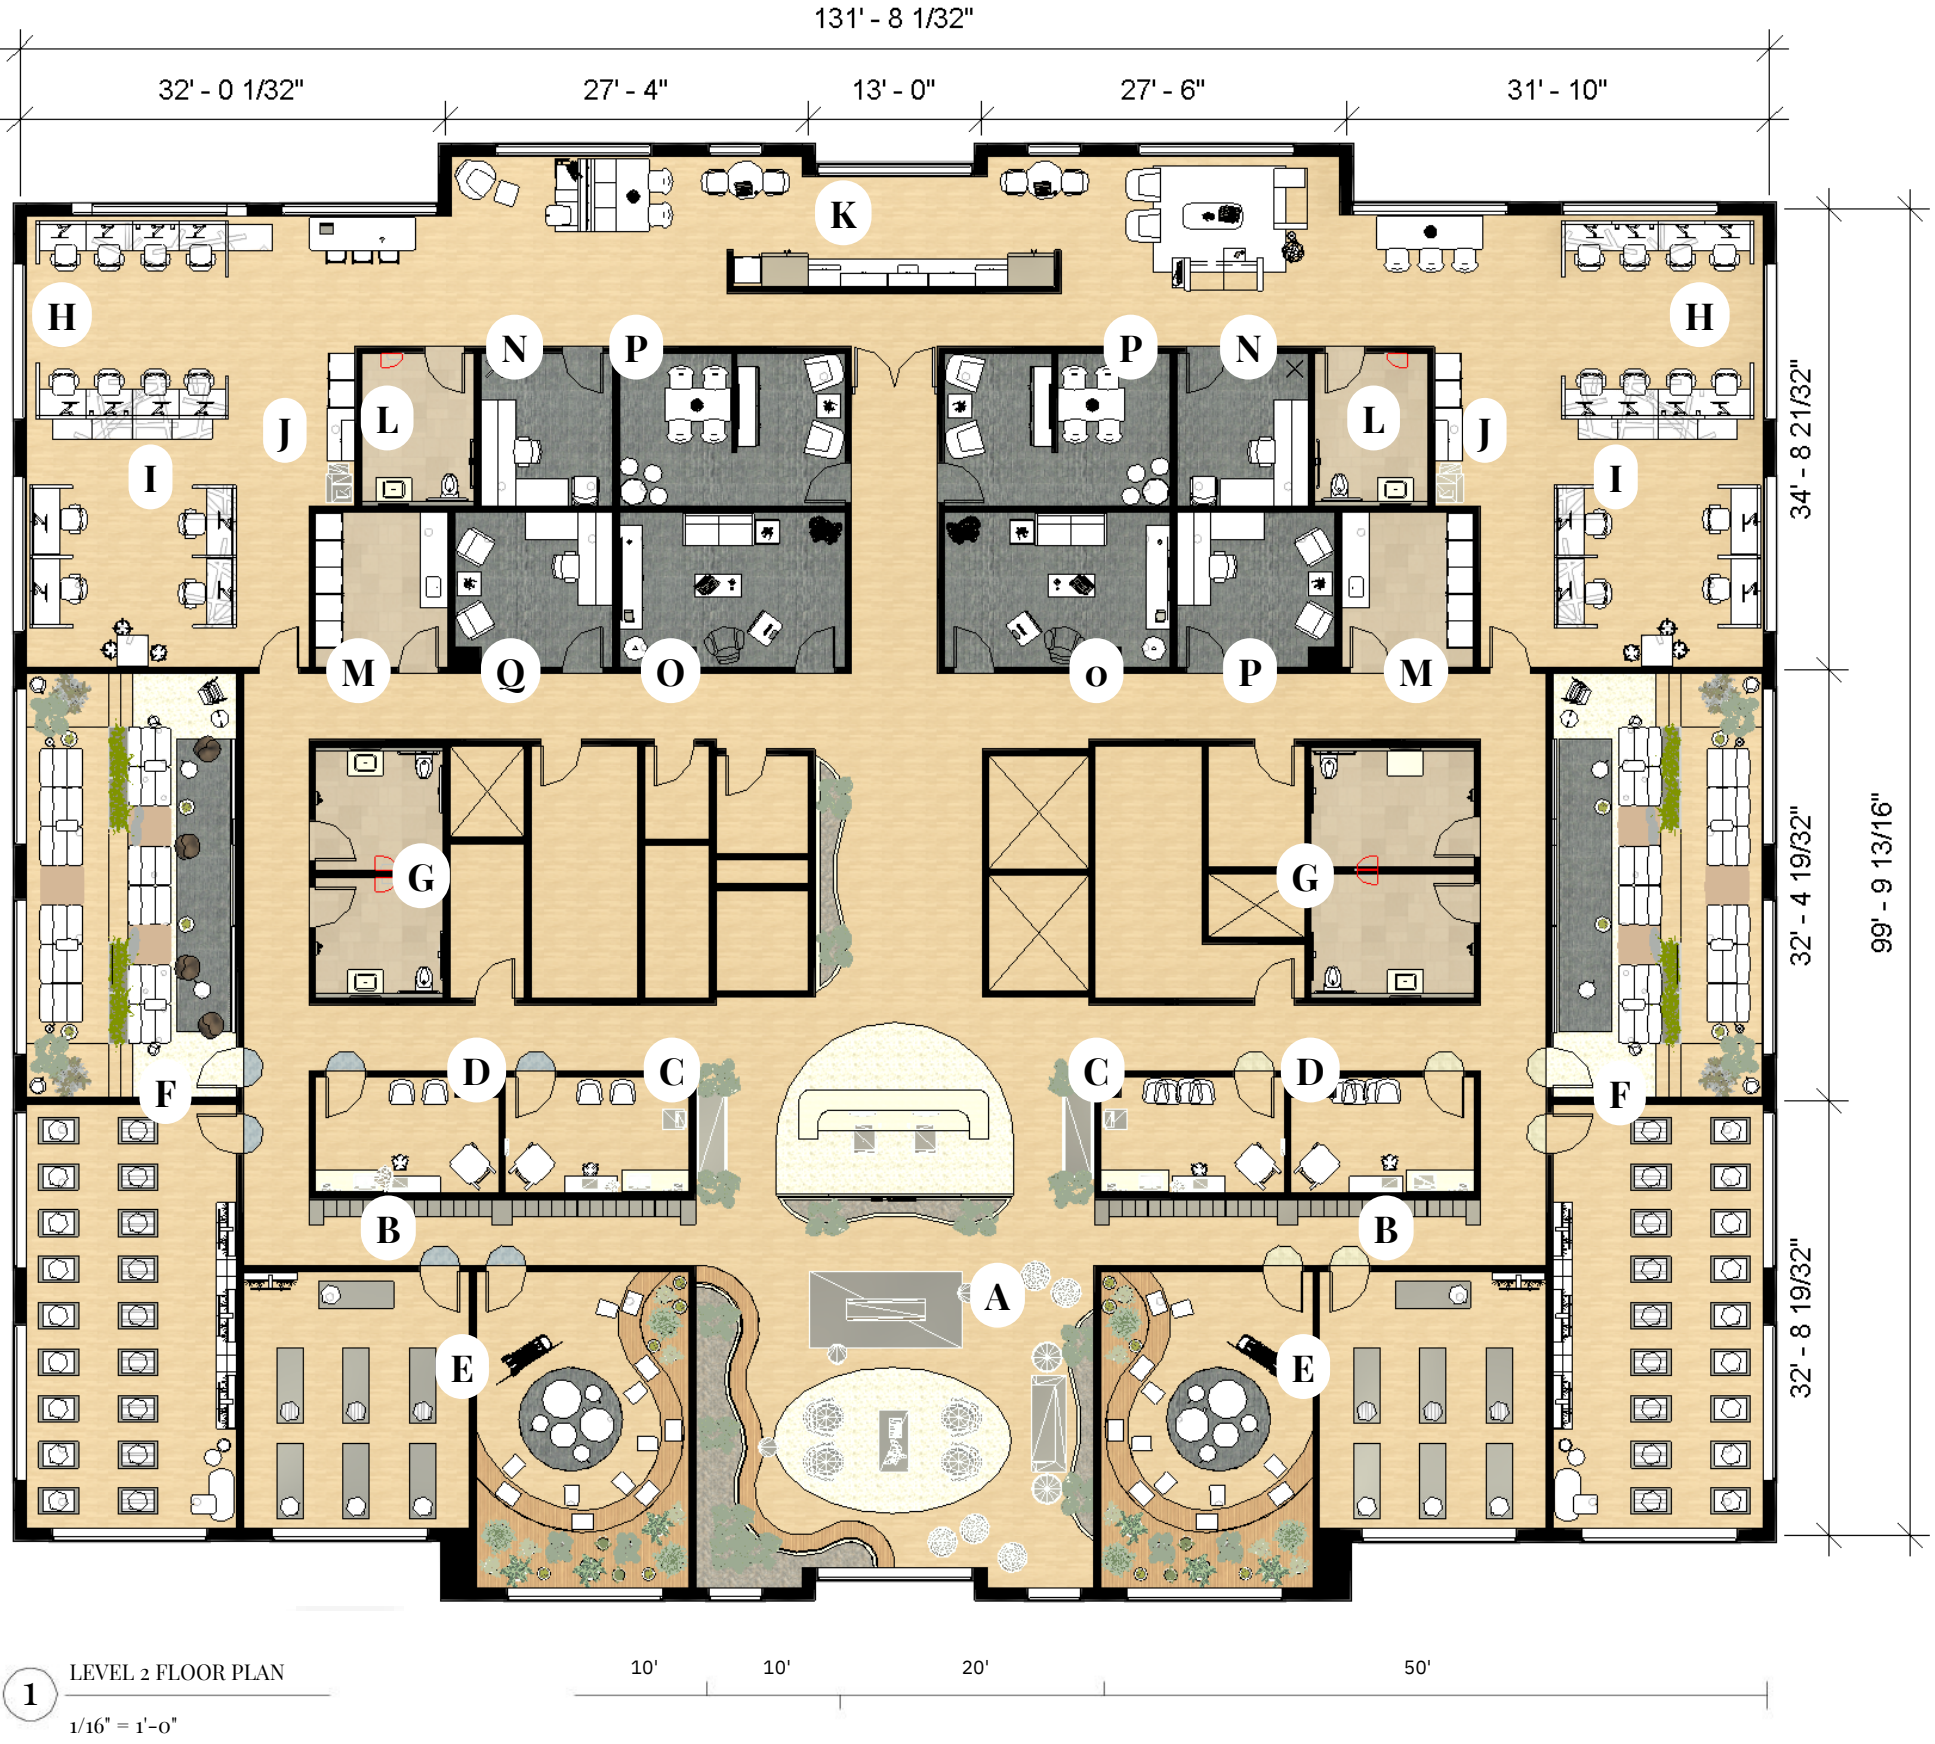 131' - 8 1/32"
32' - 0 1/32"
27' - 4"
13' - 0"
27' - 6"
31' - 10"
K
H
H
N
P
P
N
J
L
L
J
I
I
34' - 8 21/32"
M
Q
O
o
P
M
G
G
32' - 4 19/32"
99' - 9 13/16"
F
D
C
C
D
F
B
B
A
E
E
32' - 8 19/32"
1
LEVEL 2 FLOOR PLAN
1/16" = 1'-0"
10'
10'
20'
50'